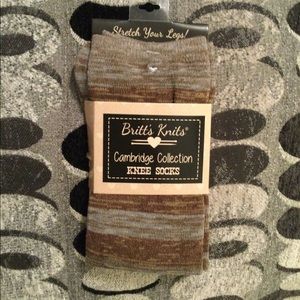 Stretch Your Legs!
Britt's Knits®
Cambridge Collection
KNEE SOCKS